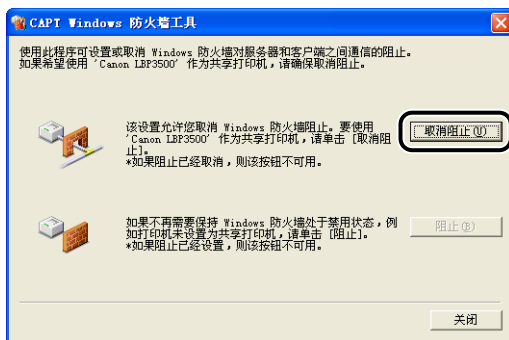 CAPT Windows 防火墙工具
使用此程序可设置或取消 Windows 防火墙对服务器和客户端之间通信的阻止。
如果希望使用 'Canon LBP3500' 作为共享打印机，请确保取消阻止。
该设置允许您取消 Windows 防火墙阻止。要使用
'Canon LBP3500' 作为共享打印机，请单击 [取消阻
止]。
*如果阻止已经取消，则该按钮不可用。
取消阻止(U)
如果不再需要保持 Windows 防火墙处于禁用状态，例
如打印机未设置为共享打印机，请单击 [阻止]。
*如果阻止已经设置，则该按钮不可用。
阻止(B)
关闭